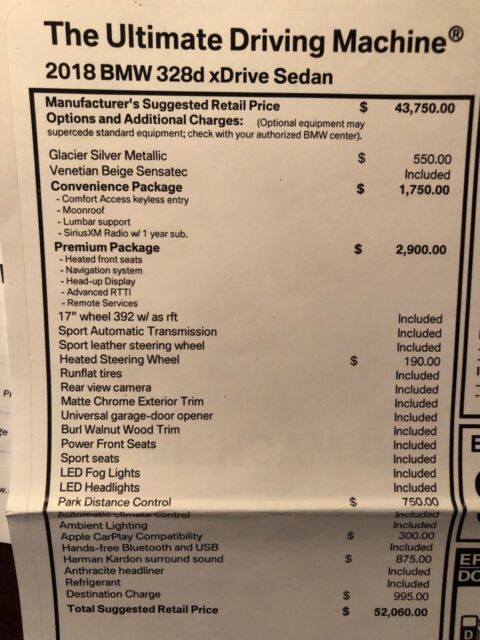 The Ultimate Driving Machine®
2018 BMW 328d xDrive Sedan
Manufacturer's Suggested Retail Price $ 43,750.00
Options and Additional Charges: (Optional equipment may
supercede standard equipment; check with your authorized BMW center).
Glacier Silver Metallic $ 550.00
Venetian Beige Sensatec Included
Convenience Package $ 1,750.00
- Comfort Access keyless entry
- Moonroof
- Lumbar support
- SiriusXM Radio w/ 1 year sub.
Premium Package $ 2,900.00
- Heated front seats
- Navigation system
- Head-up Display
- Advanced RTTI
- Remote Services
17" wheel 392 w/ as rft Included
Sport Automatic Transmission Included
Sport leather steering wheel Included
Heated Steering Wheel $ 190.00
Runflat tires Included
Rear view camera Included
Matte Chrome Exterior Trim Included
Universal garage-door opener Included
Burl Walnut Wood Trim Included
Power Front Seats Included
Sport seats Included
LED Fog Lights Included
LED Headlights Included
Park Distance Control $ 750.00
Automatic climate control Included
Ambient Lighting Included
Apple CarPlay Compatibility $ 300.00
Hands-free Bluetooth and USB Included
Harman Kardon surround sound $ 875.00
Anthracite headliner Included
Refrigerant Included
Destination Charge $ 995.00
Total Suggested Retail Price $ 52,060.00